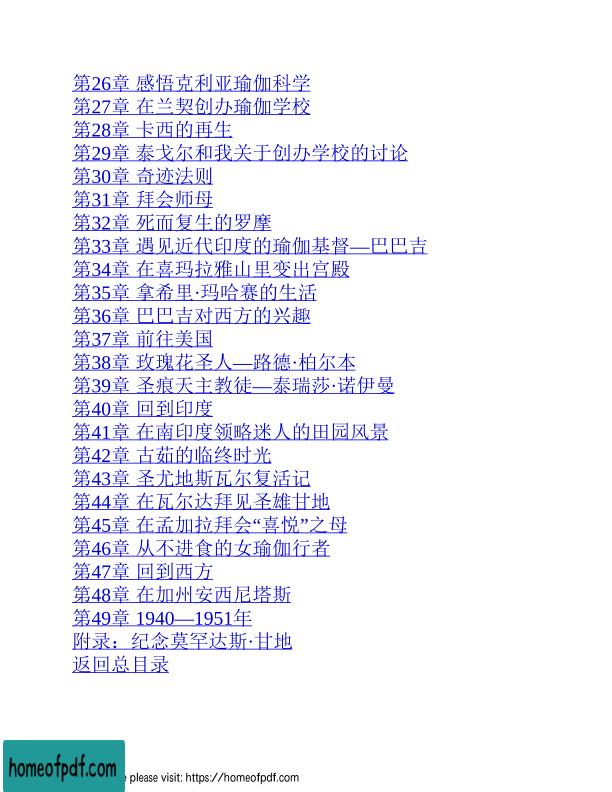 第26章 感悟克利亚瑜伽科学
第27章 在兰契创办瑜伽学校
第28章 卡西的再生
第29章 泰戈尔和我关于创办学校的讨论
第30章 奇迹法则
第31章 拜会师母
第32章 死而复生的罗摩
第33章 遇见近代印度的瑜伽基督—巴巴吉
第34章 在喜玛拉雅山里变出宫殿
第35章 拿希里·玛哈赛的生活
第36章 巴巴吉对西方的兴趣
第37章 前往美国
第38章 玫瑰花圣人—路德·柏尔本
第39章 圣痕天主教徒—泰瑞莎·诺伊曼
第40章 回到印度
第41章 在南印度领略迷人的田园风景
第42章 古茹的临终时光
第43章 圣尤地斯瓦尔复活记
第44章 在瓦尔达拜见圣雄甘地
第45章 在孟加拉拜会“喜悦”之母
第46章 从不进食的女瑜伽行者
第47章 回到西方
第48章 在加州安西尼塔斯
第49章 1940—1951年
附录：纪念莫罕达斯·甘地
返回总目录
homeofpdf.com
e please visit: https://homeofpdf.com